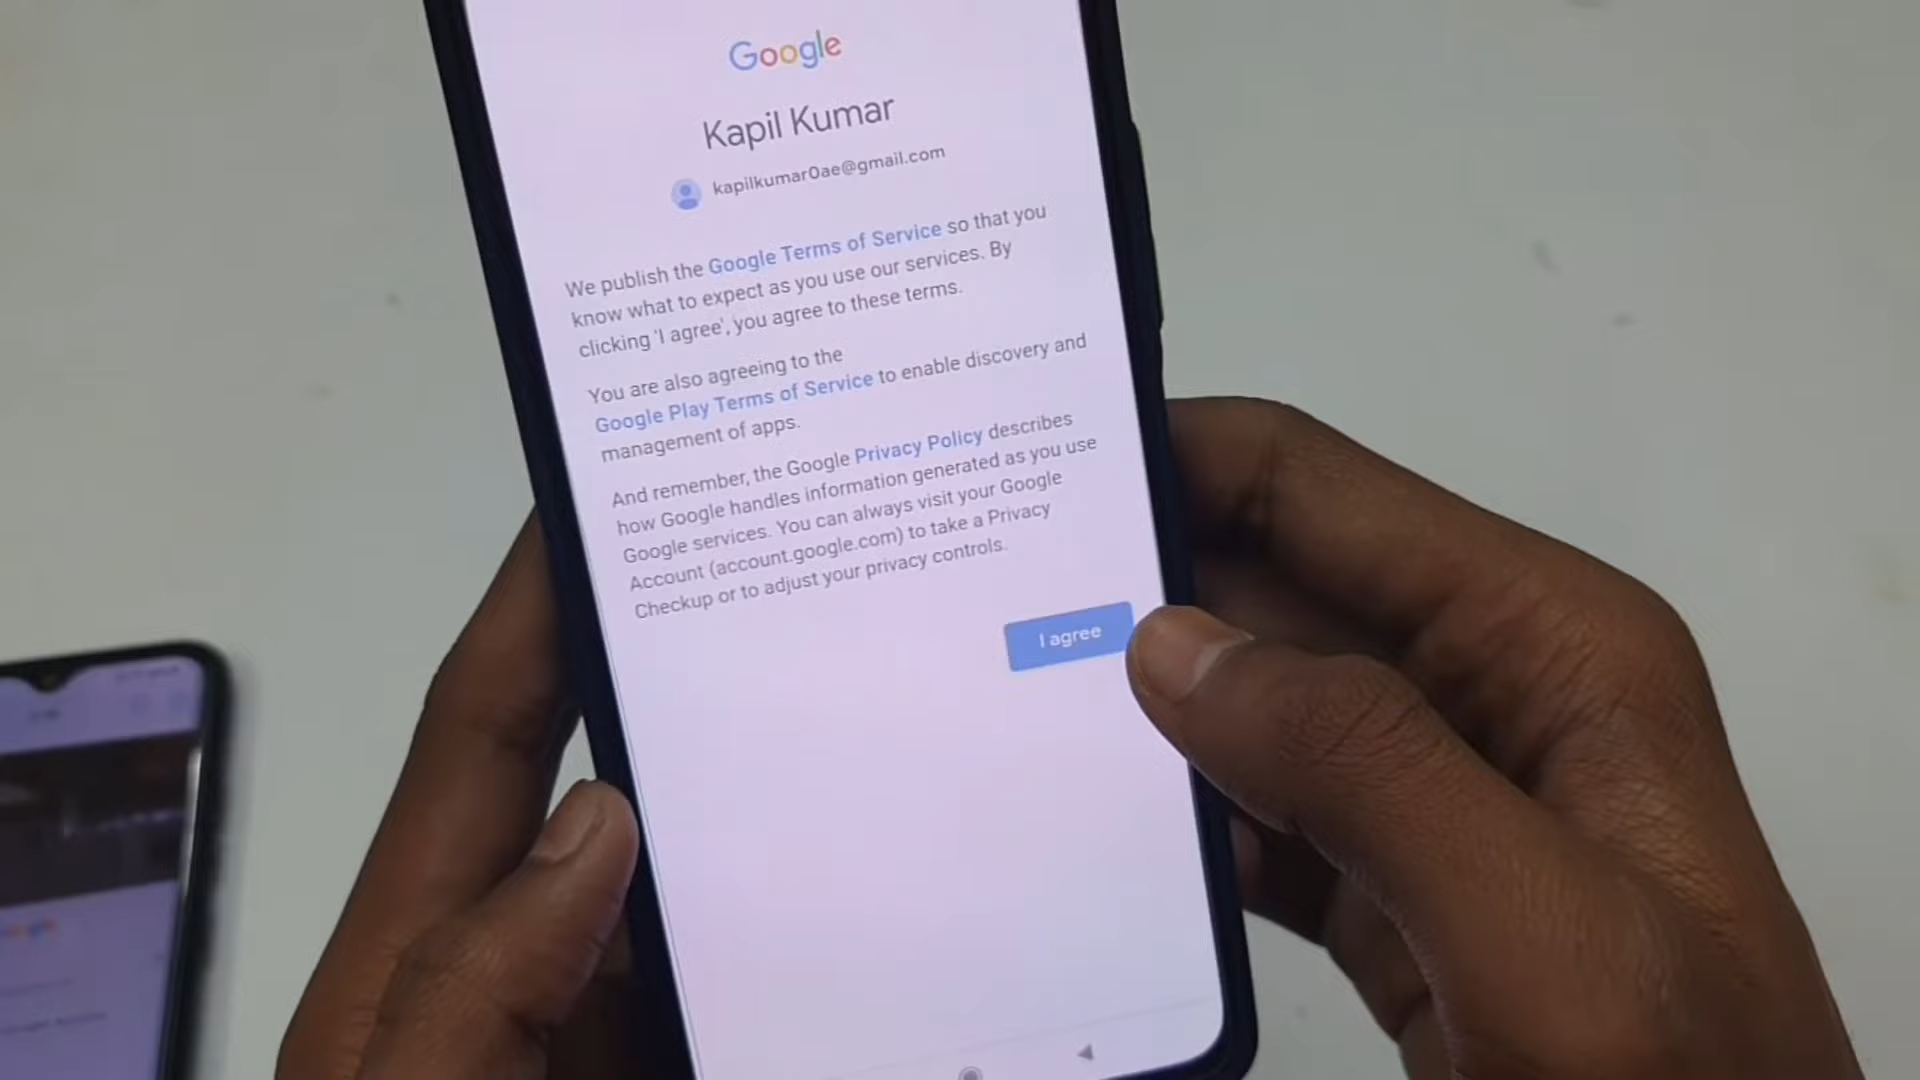 Google
Kapil Kumar
kapilkumar0ae@gmail.com
We publish the Google Terms of Service so that you
know what to expect as you use our services. By
clicking 'I agree', you agree to these terms.
You are also agreeing to the
Google Play Terms of Service to enable discovery and
management of apps.
And remember, the Google Privacy Policy describes
how Google handles information generated as you use
Google services. You can always visit your Google
Account (account.google.com) to take a Privacy
Checkup or to adjust your privacy controls.
I agree